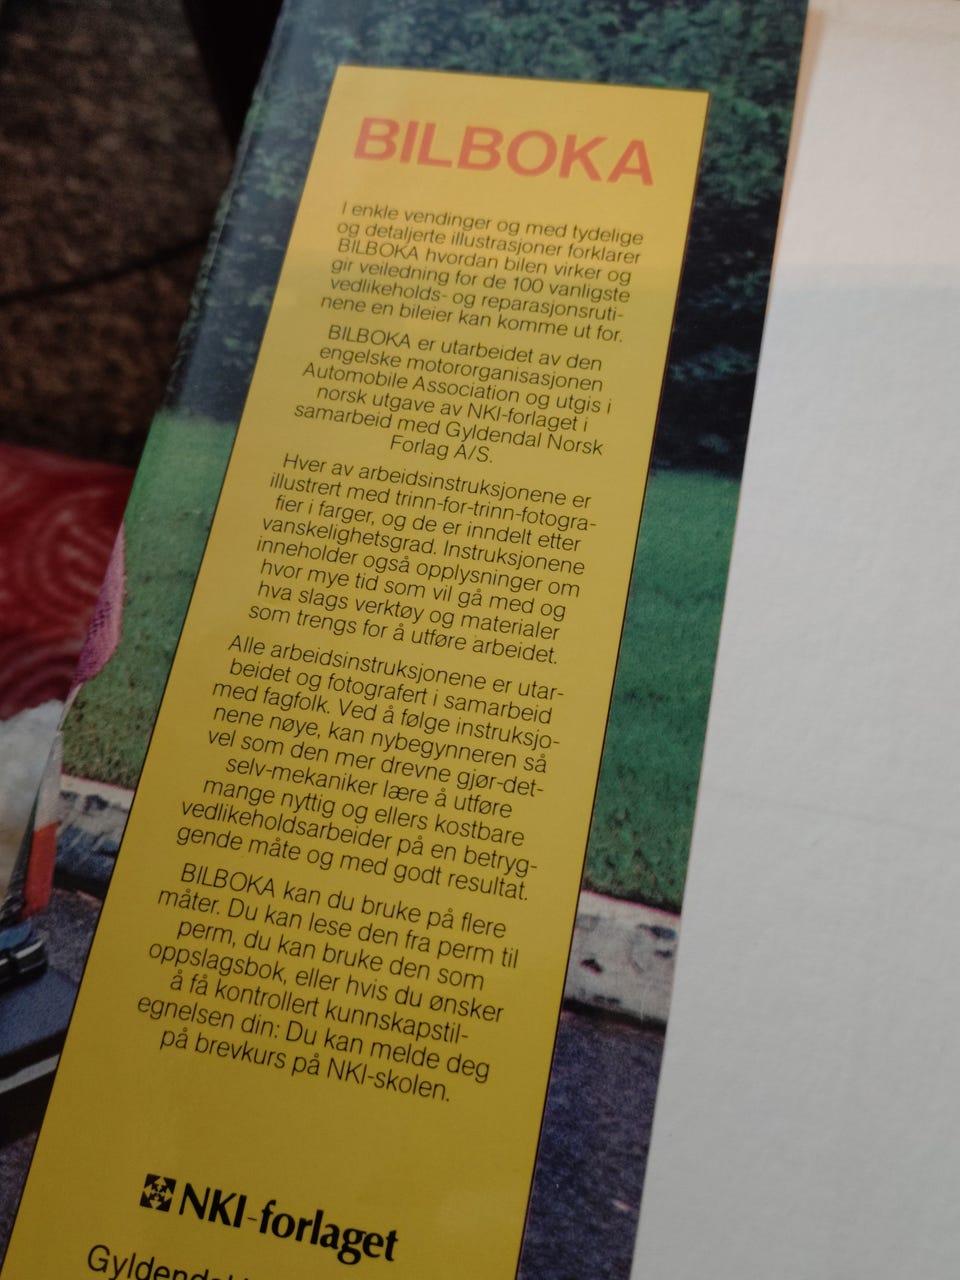 BILBOKA
I enkle vendinger og med tydelige
og detaljerte illustrasjoner forklarer
BILBOKA hvordan bilen virker og
gir veiledning for de 100 vanligste
vedlikeholds- og reparasjonsruti-
nene en bileier kan komme ut for.
BILBOKA er utarbeidet av den
engelske motororganisasjonen
Automobile Association og utgis i
norsk utgave av NKI-forlaget i
samarbeid med Gyldendal Norsk
Forlag A/S.
Hver av arbeidsinstruksjonene er
illustrert med trinn-for-trinn-fotogra-
fier i farger, og de er inndelt etter
vanskelighetsgrad. Instruksjonene
inneholder også opplysninger om
hvor mye tid som vil gå med og
hva slags verktøy og materialer
som trengs for å utføre arbeidet.
Alle arbeidsinstruksjonene er utar-
beidet og fotografert i samarbeid
med fagfolk. Ved å følge instruksjo-
nene nøye, kan nybegynneren så
vel som den mer drevne gjør-det-
selv-mekaniker lære å utføre
mange nyttig og ellers kostbare
vedlikeholdsarbeider på en betryg-
gende måte og med godt resultat.
BILBOKA kan du bruke på flere
måter. Du kan lese den fra perm til
perm, du kan bruke den som
oppslagsbok, eller hvis du ønsker
å få kontrollert kunnskapstil-
egnelsen din: Du kan melde deg
på brevkurs på NKI-skolen.
NKI-forlaget
Gyldendal